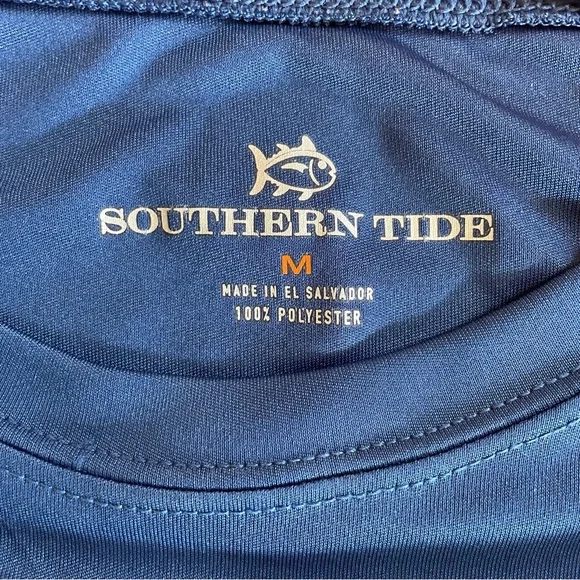 SOUTHERN TIDE
M
MADE IN EL SALVADOR
100% POLYESTER